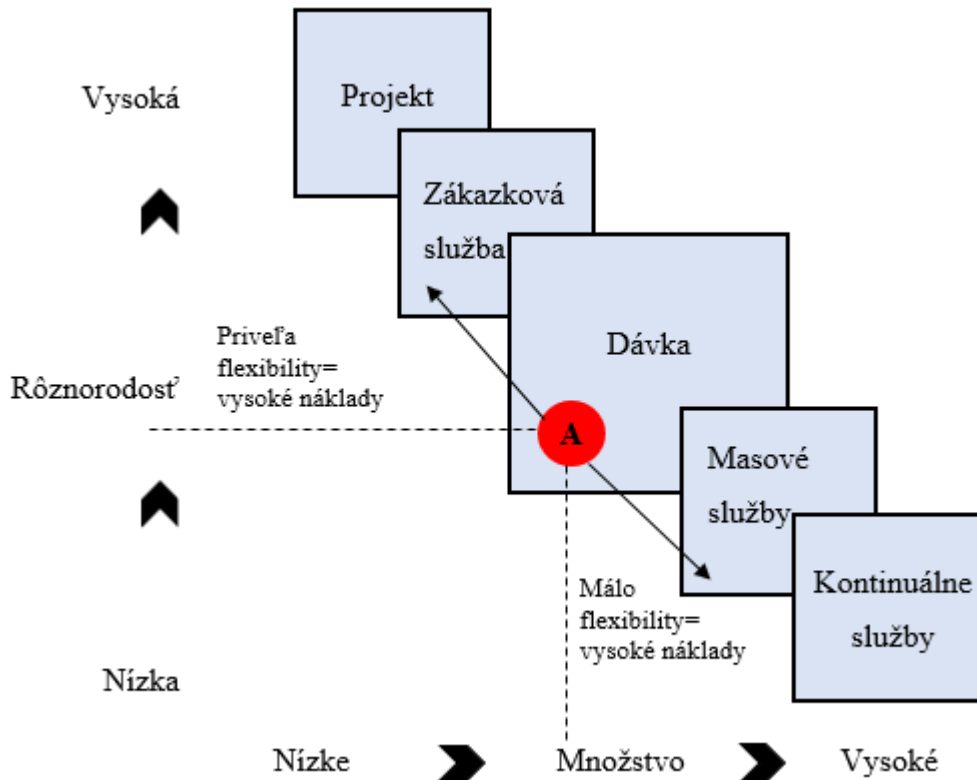 Vysoká
Projekt
Zákazková
služba
Priveľa
flexibility=
vysoké náklady
Dávka
Rôznorodosť
A
Masové
služby
Málo
flexibility=
vysoké náklady
Kontinuálne
služby
Nízka
Nízke
Množstvo
Vysoké